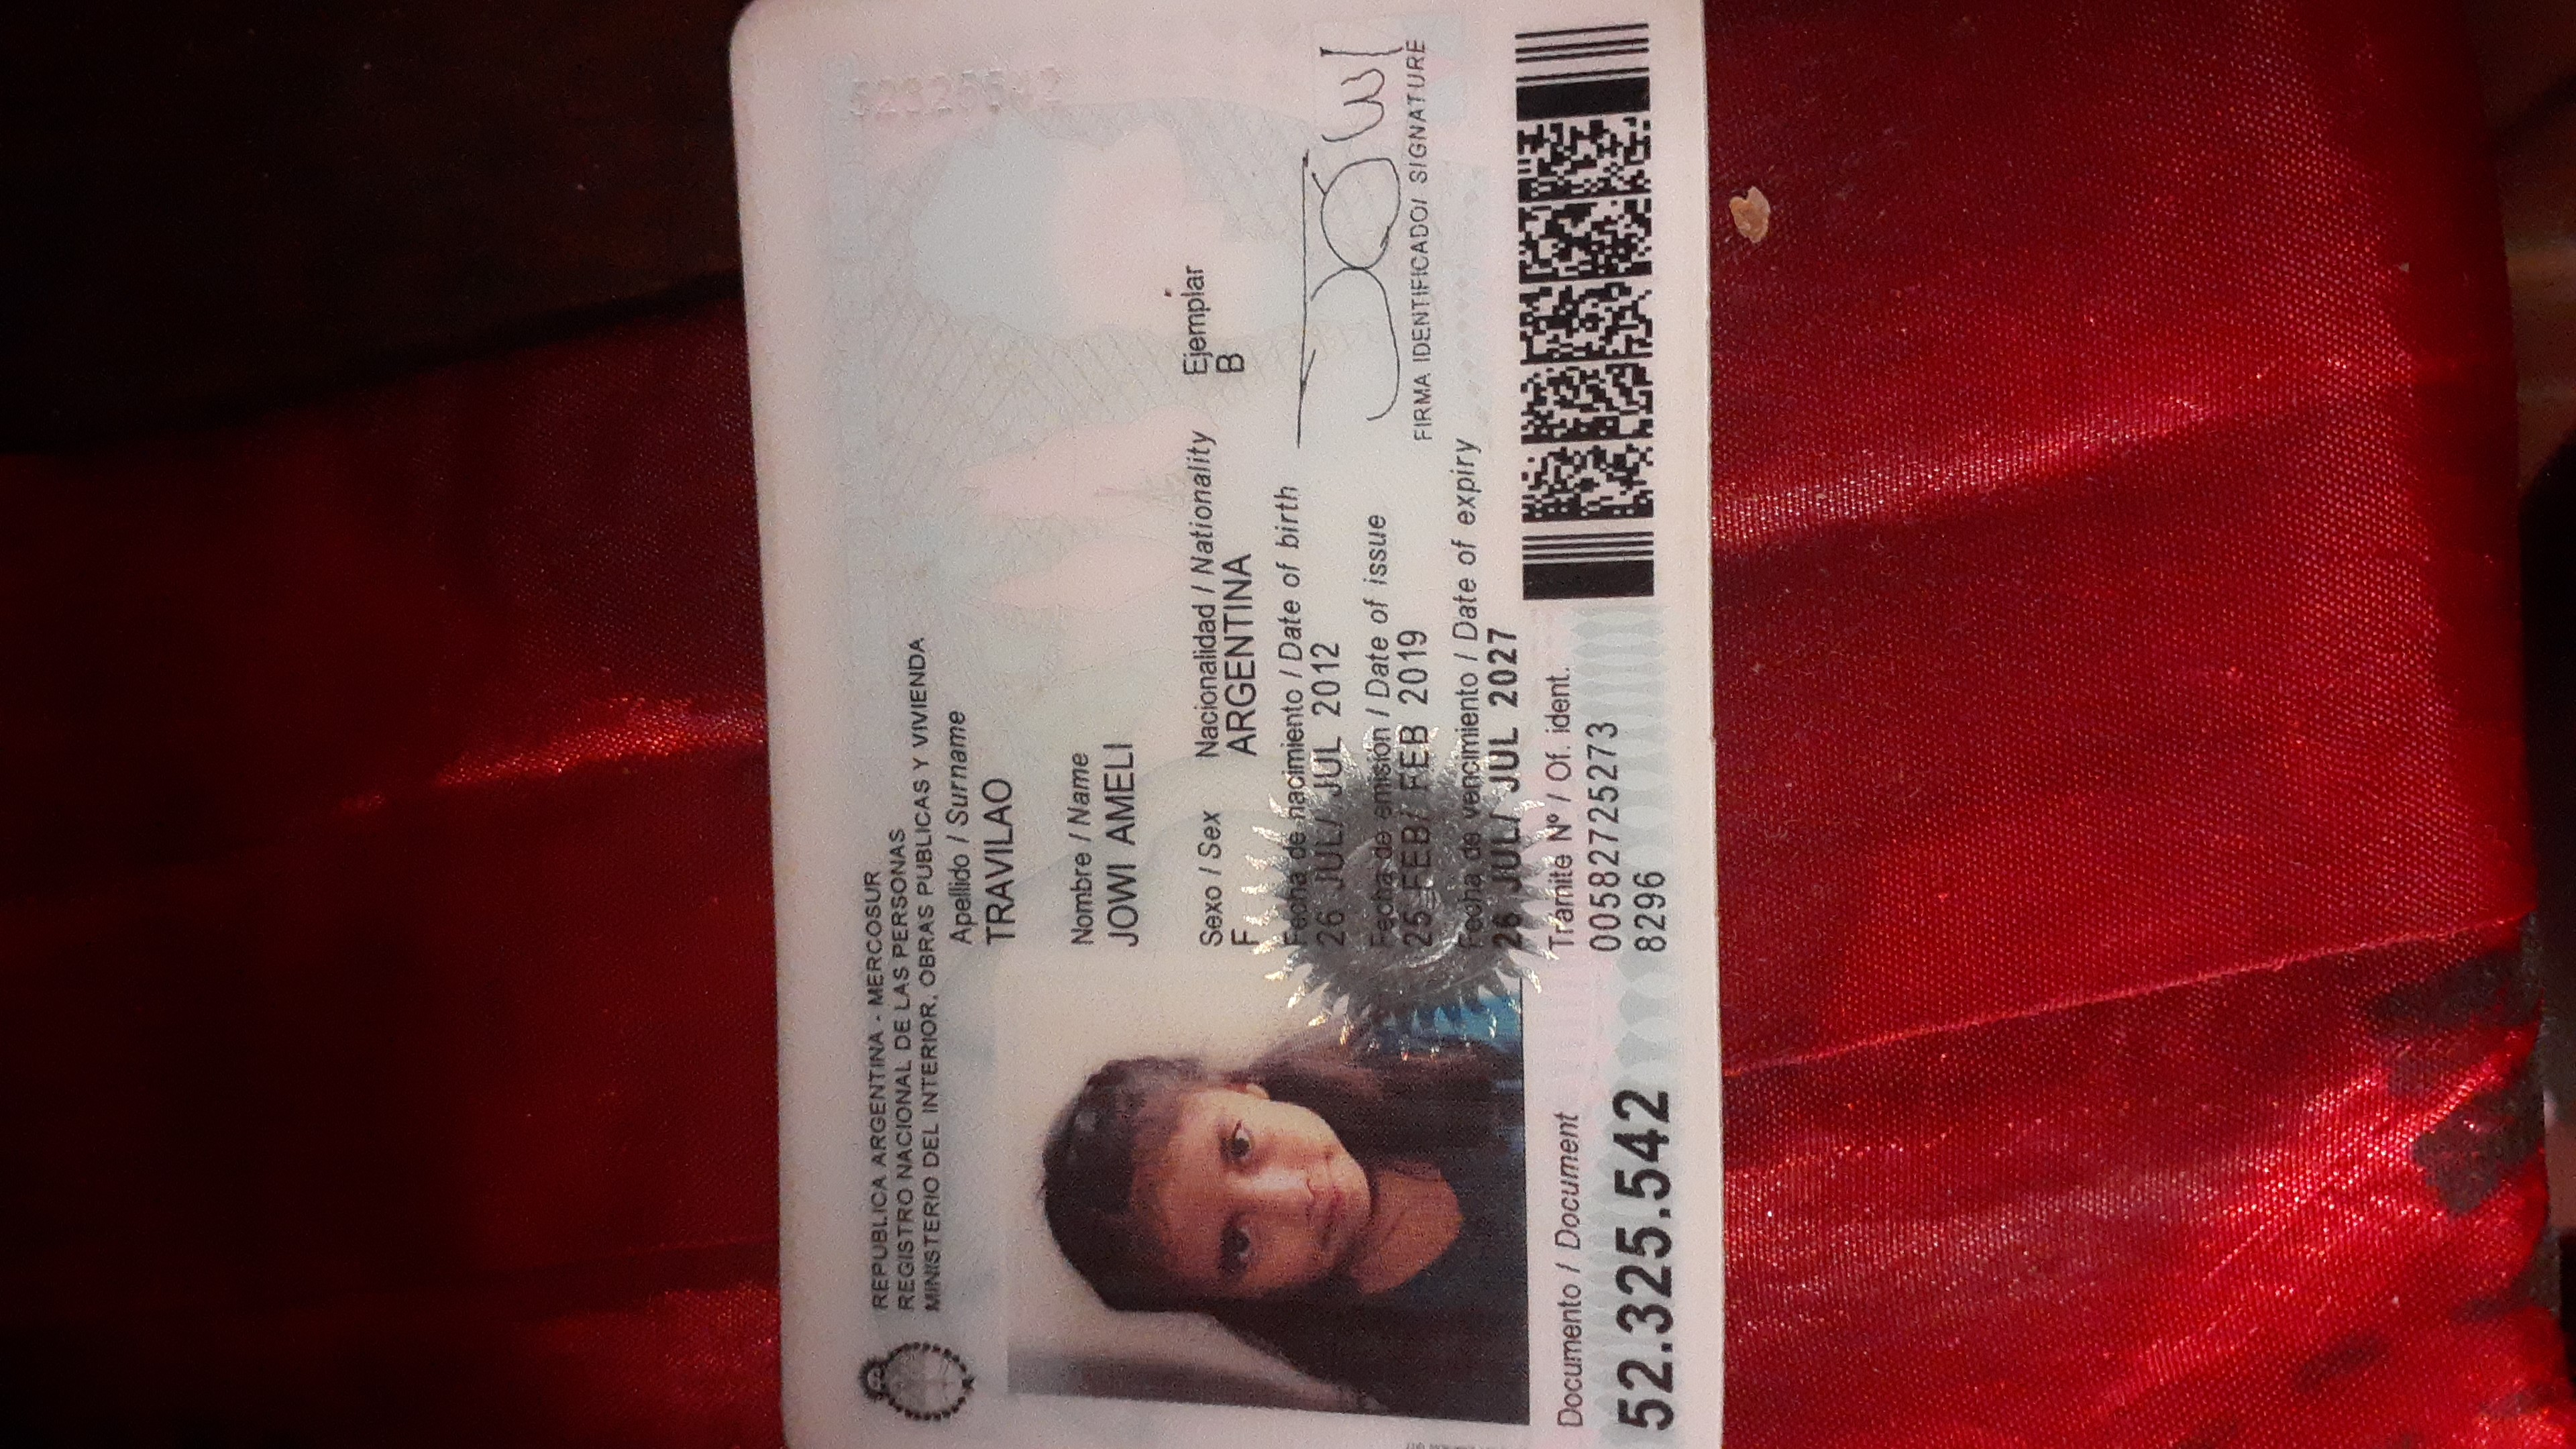 REPUBLICA ARGENTINA - MERCOSUR
REGISTRO NACIONAL DE LAS PERSONAS
MINISTERIO DEL INTERIOR, OBRAS PUBLICAS Y VIVIENDA
Apellido / Surname
TRAVILAO
Nombre / Name
JOWI AMELI
Sexo / Sex Nacionalidad / Nationality Ejemplar
F ARGENTINA B
Fecha de nacimiento / Date of birth
26 JUL/ JUL 2012
Fecha de emisión / Date of issue
25 FEB/ FEB 2019
JOWI
FIRMA IDENTIFICADO/ SIGNATURE
Fecha de vencimiento / Date of expiry
26 JUL/ JUL 2027
Documento / Document
52.325.542
Trámite Nº / Of. ident.
00582725273
8296